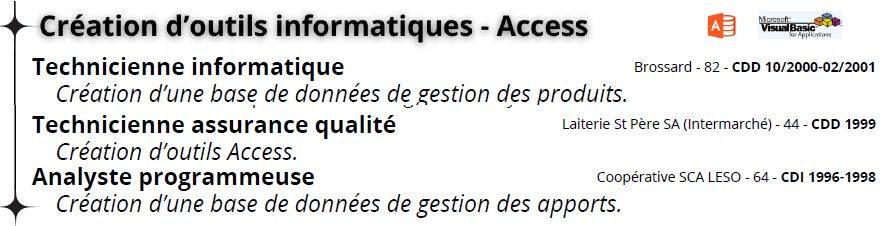 Création d’outils informatiques - Access
Microsoft
VisualBasic
for Applications
Technicienne informatique
Brossard - 82 - CDD 10/2000-02/2001
Création d’une base de données de gestion des produits.
Technicienne assurance qualité
Laiterie St Père SA (Intermarché) - 44 - CDD 1999
Création d’outils Access.
Analyste programmeuse
Coopérative SCA LESO - 64 - CDI 1996-1998
Création d’une base de données de gestion des apports.